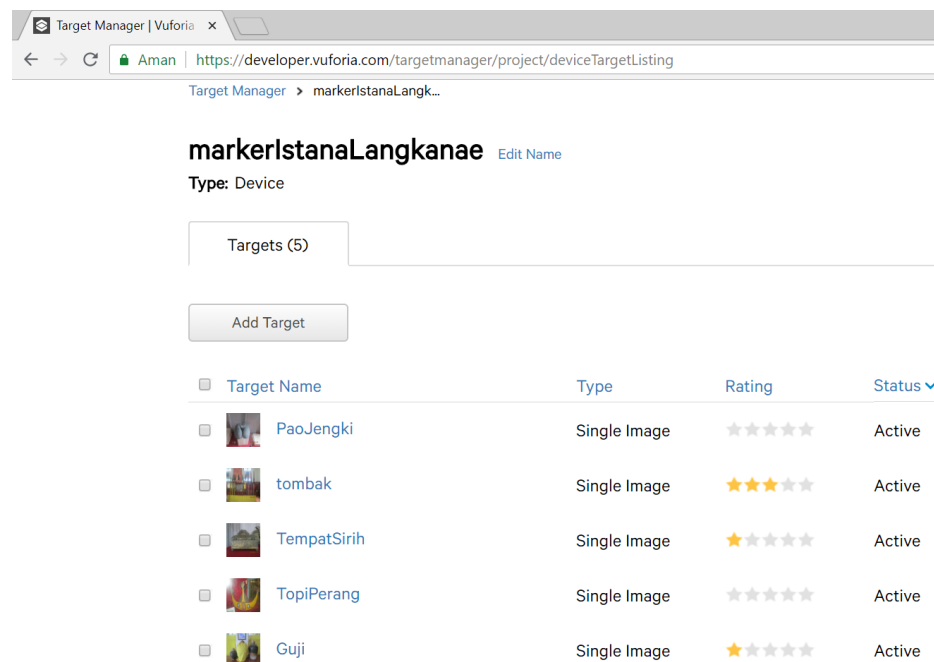 Target Manager | Vuforia
Aman | https://developer.vuforia.com/targetmanager/project/deviceTargetListing
Target Manager > markerIstanaLangk...
markerIstanaLangkanae Edit Name
Type: Device
Targets (5)
Add Target
Target Name Type Rating Status
PaoJengki Single Image Active
tombak Single Image Active
TempatSirih Single Image Active
TopiPerang Single Image Active
Guji Single Image Active